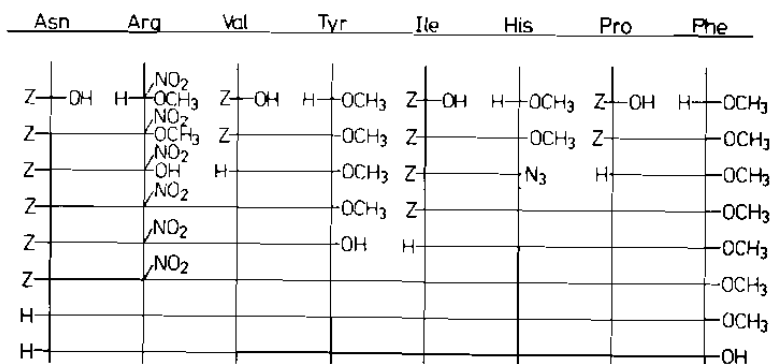 Asn Arg Val Tyr Ile His Pro Phe
NO₂
Z OH H OCH₃ Z OH H OCH₃ Z OH H OCH₃ Z OH H OCH₃
NO₂
Z OCH₃ Z OCH₃ Z OCH₃ Z OCH₃
NO₂
Z OH H OCH₃ Z N₃ H OCH₃
NO₂
Z OCH₃ Z OCH₃
NO₂
Z OH H OCH₃
NO₂
Z OCH₃
H OCH₃
H OH